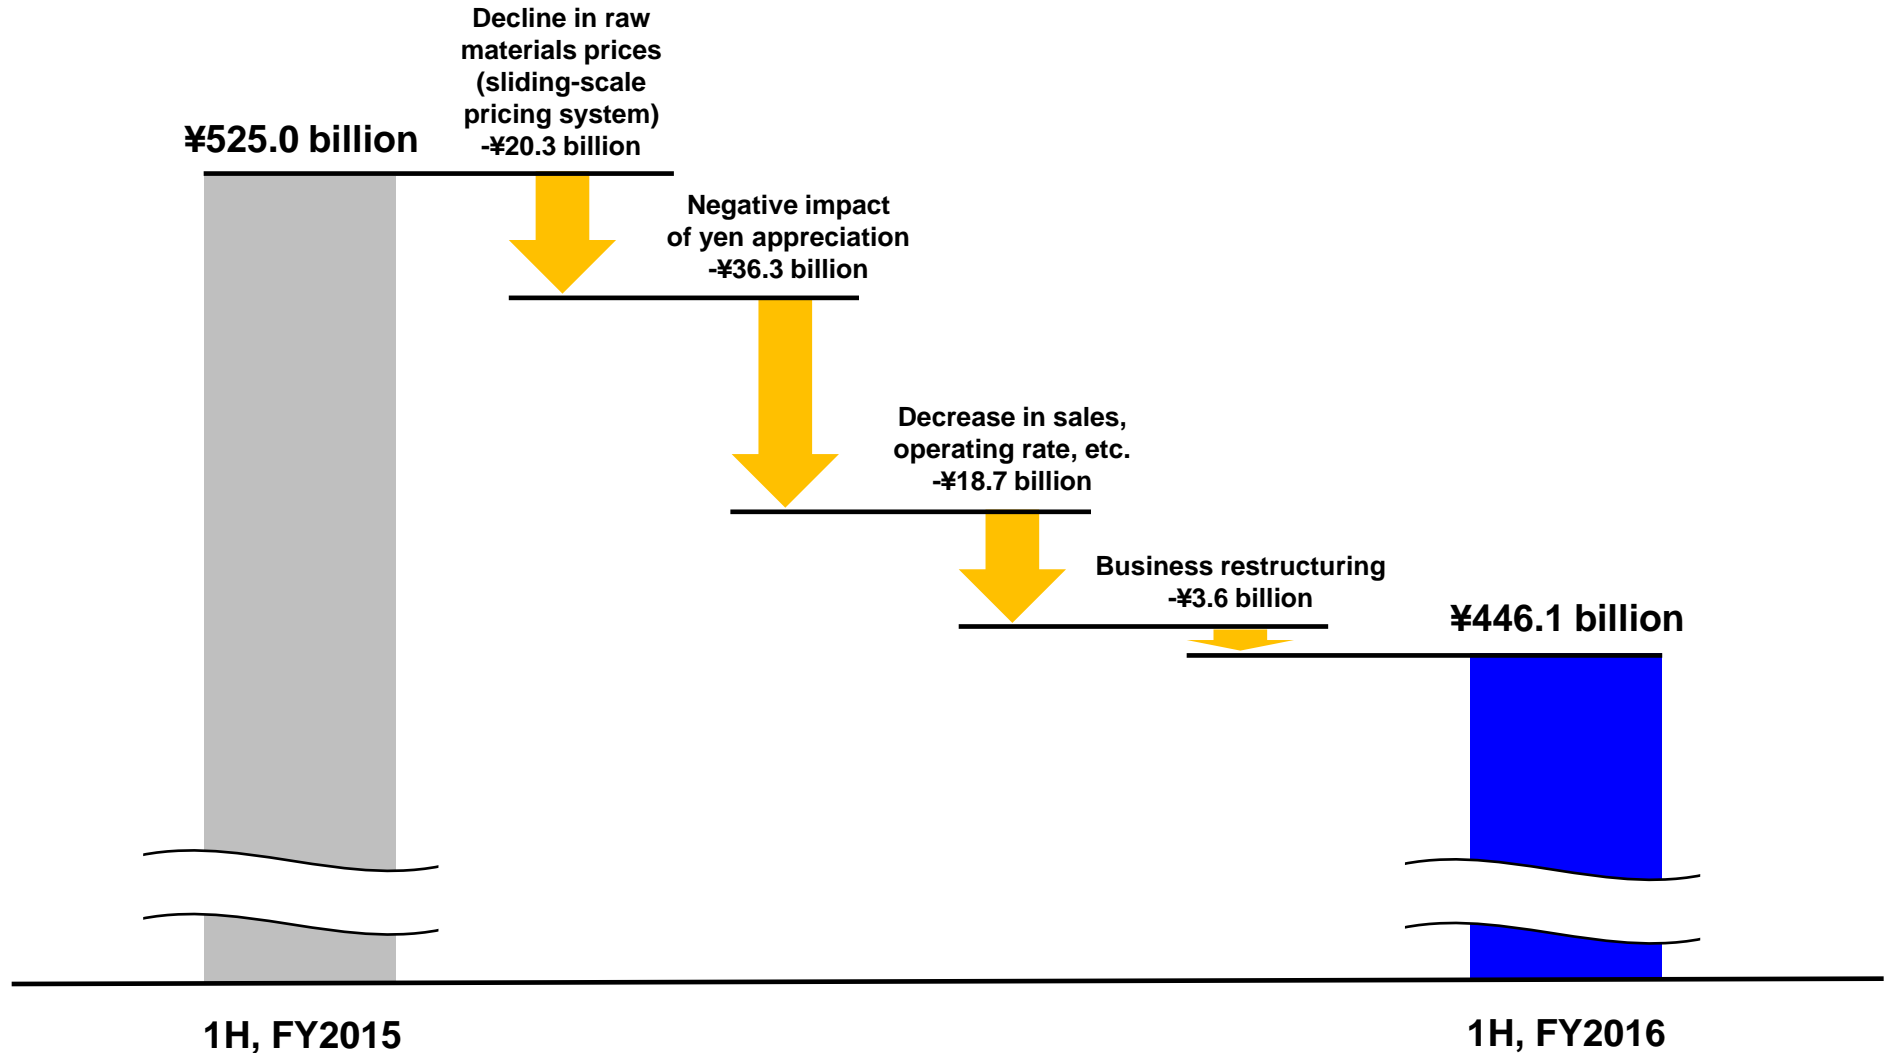 Decline in raw
materials prices
(sliding-scale
pricing system)
-¥20.3 billion
¥525.0 billion
Negative impact
of yen appreciation
-¥36.3 billion
Decrease in sales,
operating rate, etc.
-¥18.7 billion
Business restructuring
-¥3.6 billion
¥446.1 billion
1H, FY2015
1H, FY2016